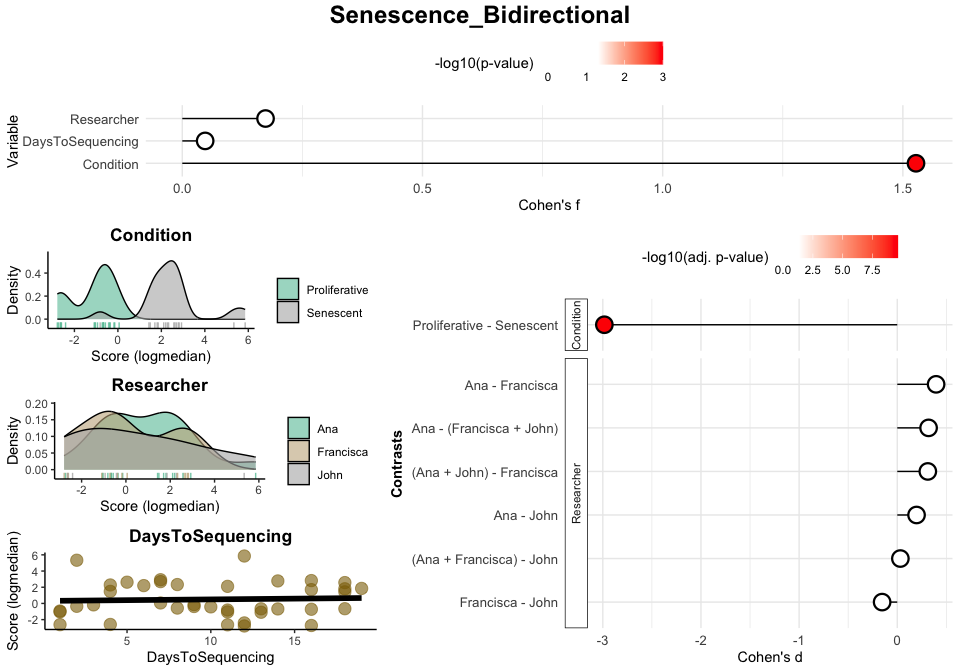 Senescence_Bidirectional
-log10(p-value)
0 1 2 3
Variable
Researcher
DaysToSequencing
Condition
0.0 0.5 1.0 1.5
Cohen's f
Condition
Density
0.4
0.2
0.0
-2 0 2 4 6
Score (logmedian)
Proliferative
Senescent
Researcher
Density
0.20
0.15
0.10
0.05
0.00
-2 0 2 4 6
Score (logmedian)
Ana
Francisca
John
DaysToSequencing
Score (logmedian)
6
4
2
0
-2
5 10 15
DaysToSequencing
-log10(adj. p-value)
0.0 2.5 5.0 7.5
Contrasts
Proliferative - Senescent
Condition
Ana - Francisca
Ana - (Francisca + John)
(Ana + John) - Francisca
Ana - John
(Ana + Francisca) - John
Francisca - John
Researcher
-3 -2 -1 0
Cohen's d